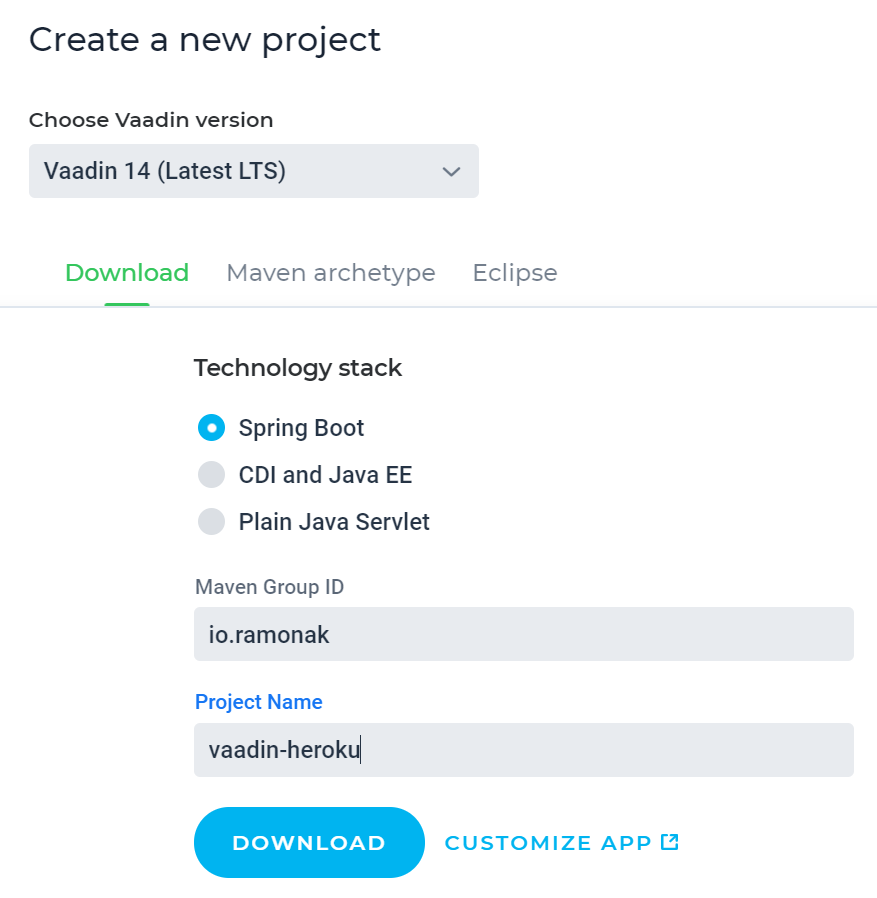 Create a new project
Choose Vaadin version
Vaadin 14 (Latest LTS)
Download Maven archetype Eclipse
Technology stack
Spring Boot
CDI and Java EE
Plain Java Servlet
Maven Group ID
io.ramonak
Project Name
vaadin-heroku
DOWNLOAD CUSTOMIZE APP